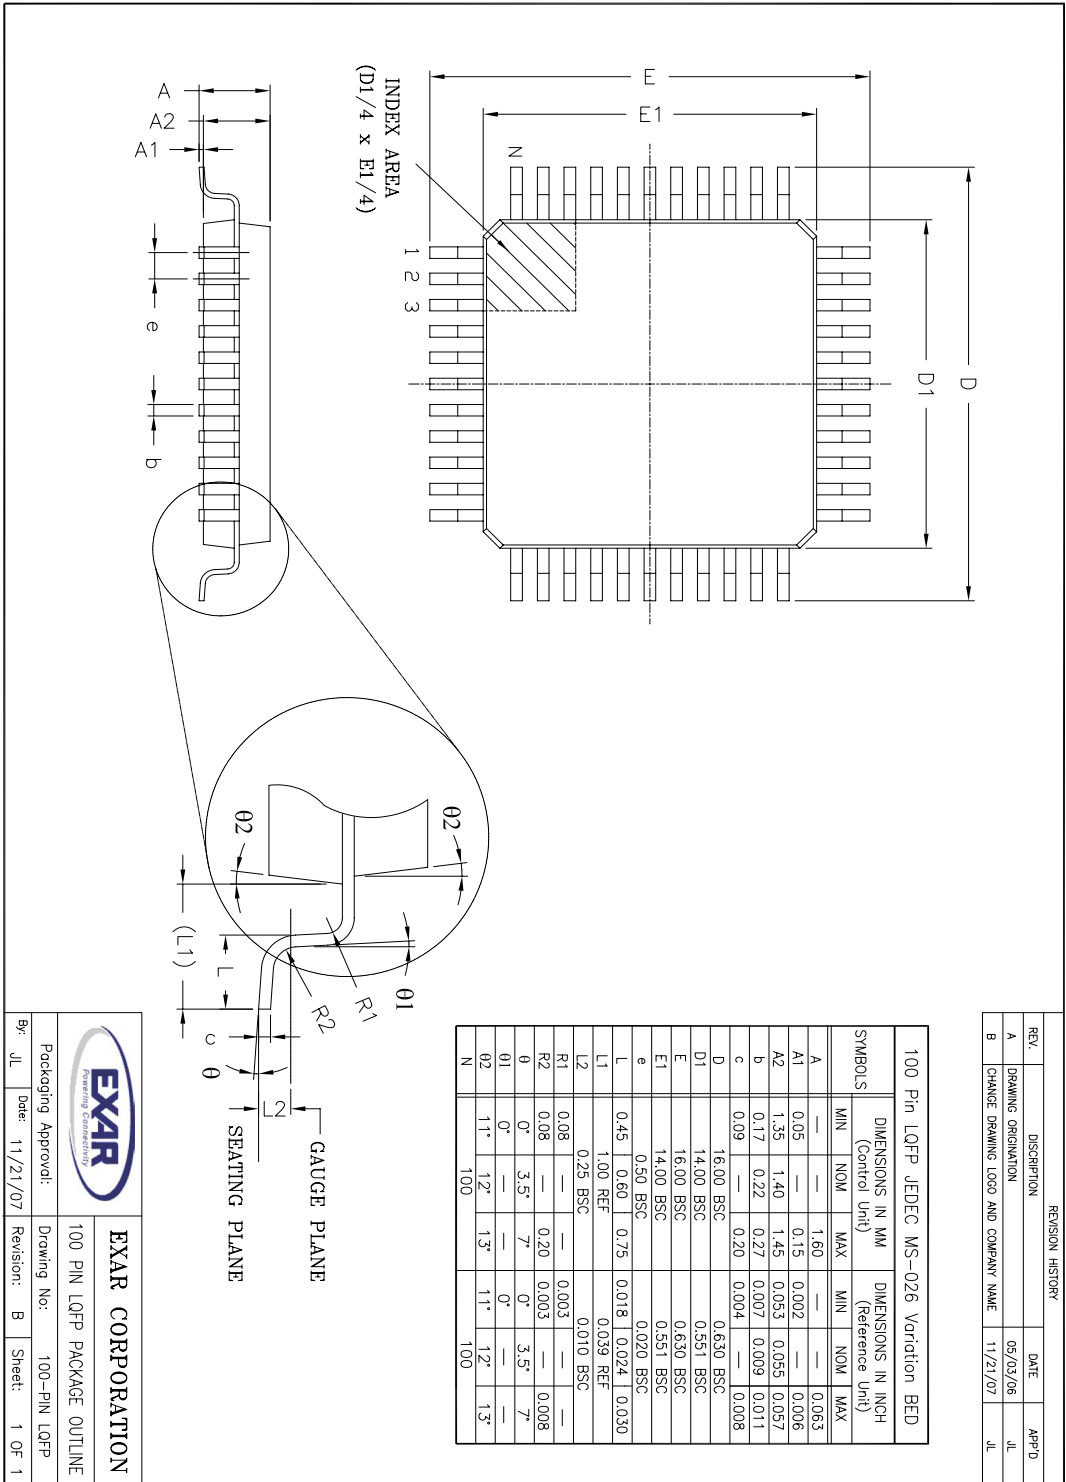 REVISION HISTORY
REV. DISCRIPTION DATE APP'D
A DRAWING ORIGINATION 05/03/06 JL
B CHANGE DRAWING LOGO AND COMPANY NAME 11/21/07 JL
D
D1
E
E1
N
1 2 3
INDEX AREA
(D1/4 x E1/4)
A
A2
A1
e
b
θ2
θ2
θ1
R1
R2
L
(L1)
c
θ
L2
GAUGE PLANE
SEATING PLANE
100 Pin LQFP JEDEC MS-026 Variation BED
SYMBOLS DIMENSIONS IN MM (Control Unit) DIMENSIONS IN INCH (Reference Unit)
MIN NOM MAX MIN NOM MAX
A — — 1.60 — — 0.063
A1 0.05 — 0.15 0.002 — 0.006
A2 1.35 1.40 1.45 0.053 0.055 0.057
b 0.17 0.22 0.27 0.007 0.009 0.011
c 0.09 — 0.20 0.004 — 0.008
D 16.00 BSC 0.630 BSC
D1 14.00 BSC 0.551 BSC
E 16.00 BSC 0.630 BSC
E1 14.00 BSC 0.551 BSC
e 0.50 BSC 0.020 BSC
L 0.45 0.60 0.75 0.018 0.024 0.030
L1 1.00 REF 0.039 REF
L2 0.25 BSC 0.010 BSC
R1 0.08 — — 0.003 — —
R2 0.08 — 0.20 0.003 — 0.008
θ 0° 3.5° 7° 0° 3.5° 7°
θ1 0° — — 0° — —
θ2 11° 12° 13° 11° 12° 13°
N 100 100
EXAR
Powering Connectivity
EXAR CORPORATION
100 PIN LQFP PACKAGE OUTLINE
Packaging Approval:
Drawing No: 100-PIN LQFP
By: JL Date: 11/21/07 Revision: B Sheet: 1 OF 1